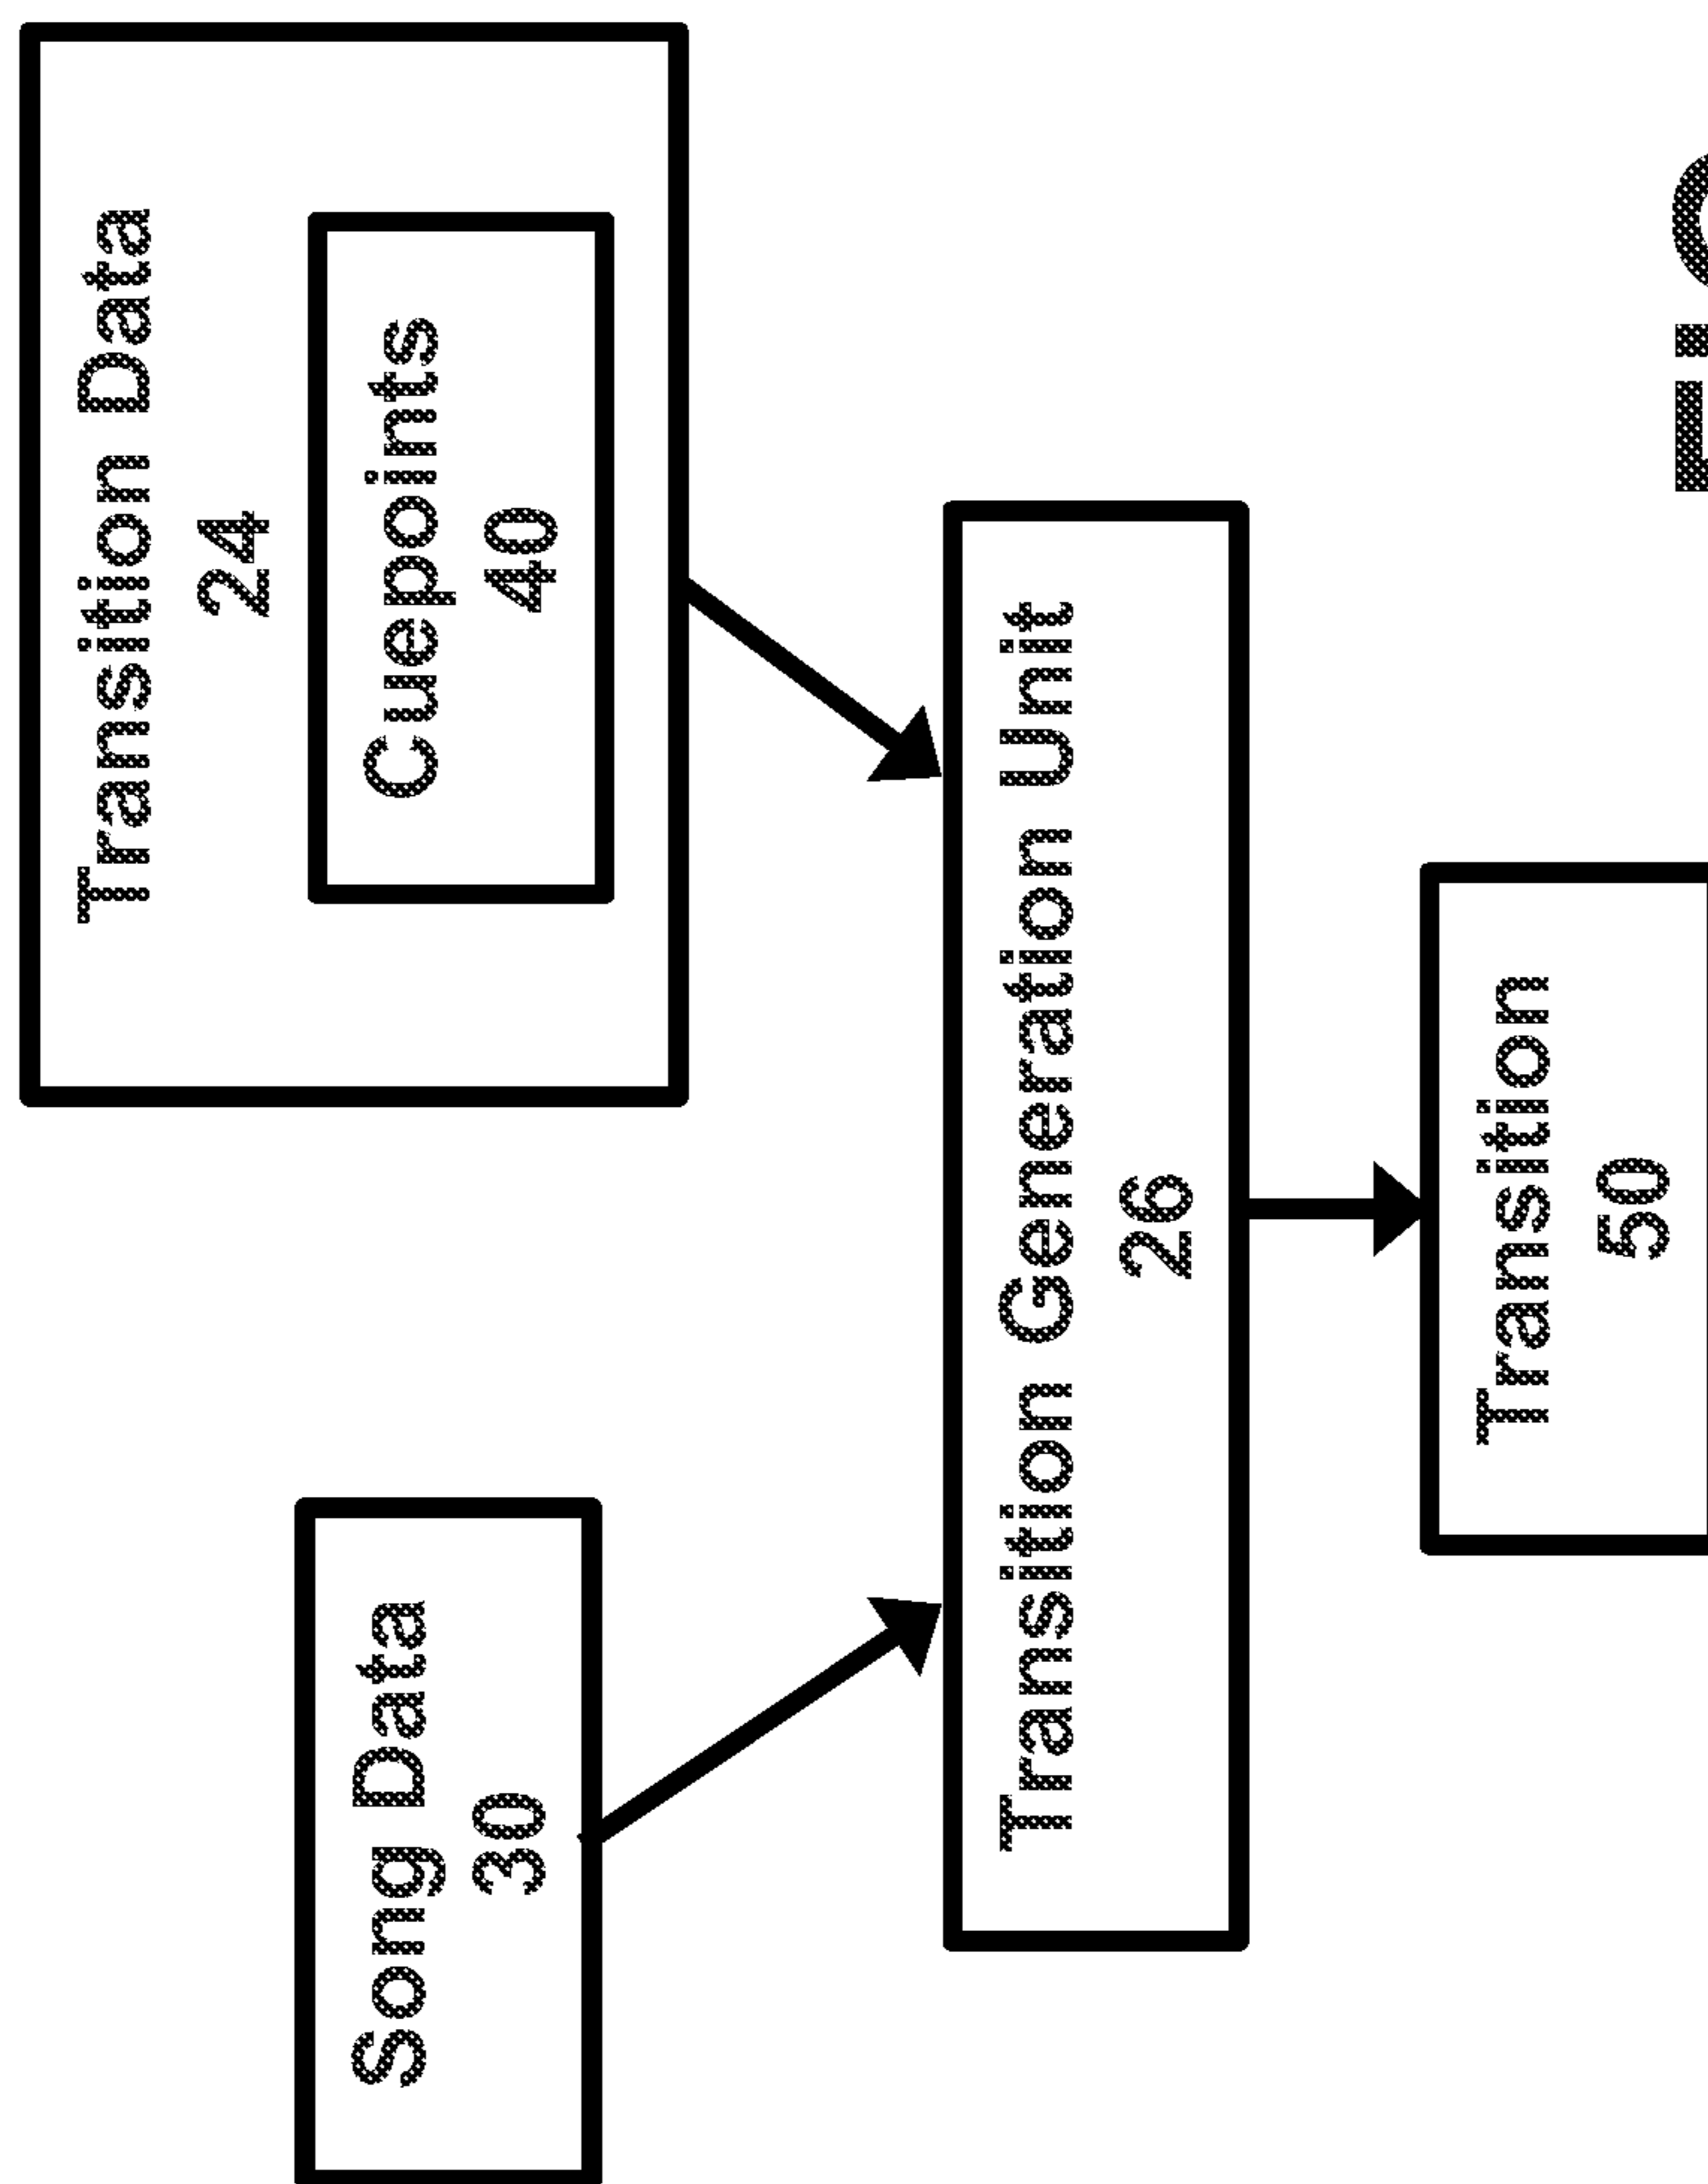 Transition Data
24
Cuepoints
40
Song Data
30
Transition Generation Unit
26
Transition
50